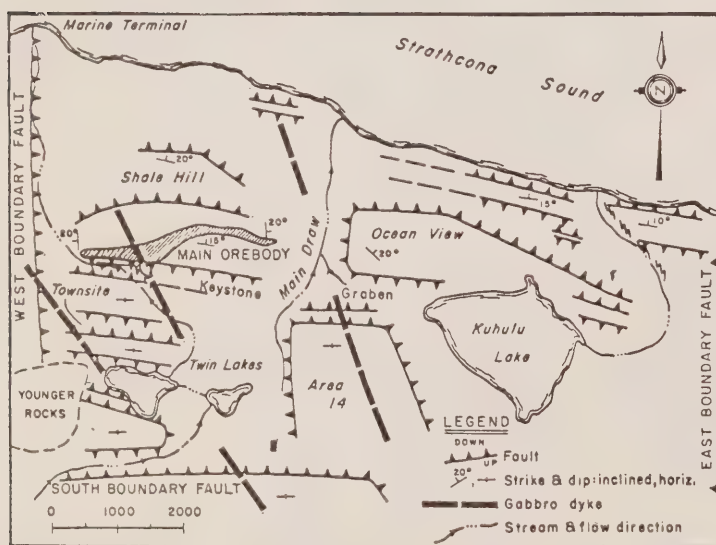 Marine Terminal
Strathcona
Sound
N
WEST BOUNDARY FAULT
20°
Shale Hill
20°
20°
15°
MAIN OREBODY
Main Draw
15°
10°
Ocean View
20°
Townsite
Keystone
Graben
Kuhulu
Lake
Twin Lakes
Area
14
YOUNGER
ROCKS
EAST BOUNDARY FAULT
LEGEND
DOWN
UP
Fault
20°
Strike & dip: inclined, horiz.
SOUTH BOUNDARY FAULT
Gabbro dyke
Stream & flow direction
0 1000 2000